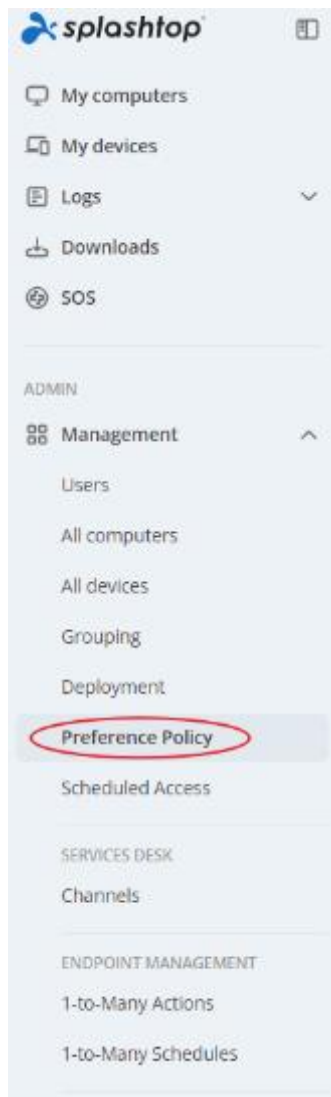 splashtop
My computers
My devices
Logs
Downloads
SOS
ADMIN
Management
Users
All computers
All devices
Grouping
Deployment
Preference Policy
Scheduled Access
SERVICES DESK
Channels
ENDPOINT MANAGEMENT
1-to-Many Actions
1-to-Many Schedules